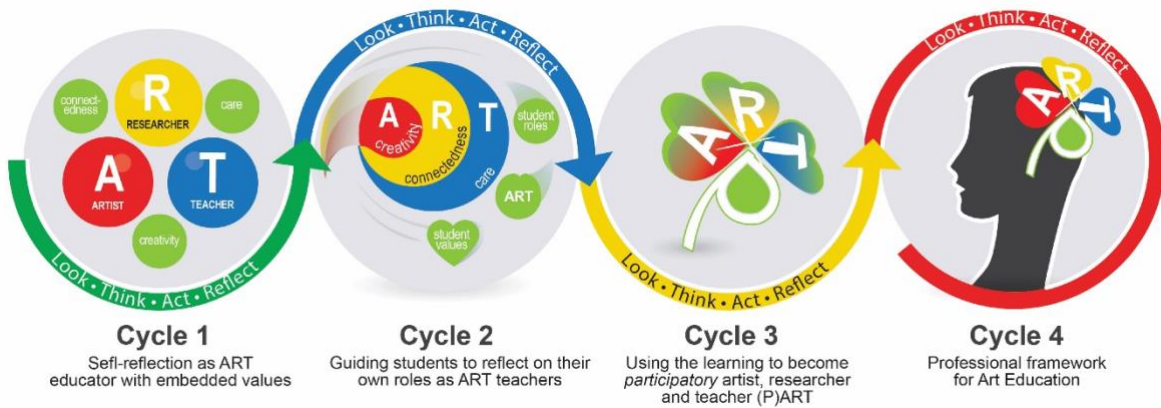 connect-
edness
R
RESEARCHER
care
A
ARTIST
T
TEACHER
creativity
Look • Think • Act • Reflect
Cycle 1
Sefl-reflection as ART
educator with embedded values
Look • Think • Act • Reflect
A R T
creativity
connectedness
care
student
roles
ART
student
values
Cycle 2
Guiding students to reflect on their
own roles as ART teachers
A
R
T
P
Look • Think • Act • Reflect
Cycle 3
Using the learning to become
participatory artist, researcher
and teacher (P)ART
Look • Think • Act • Reflect
A
R
T
P
Cycle 4
Professional framework
for Art Education